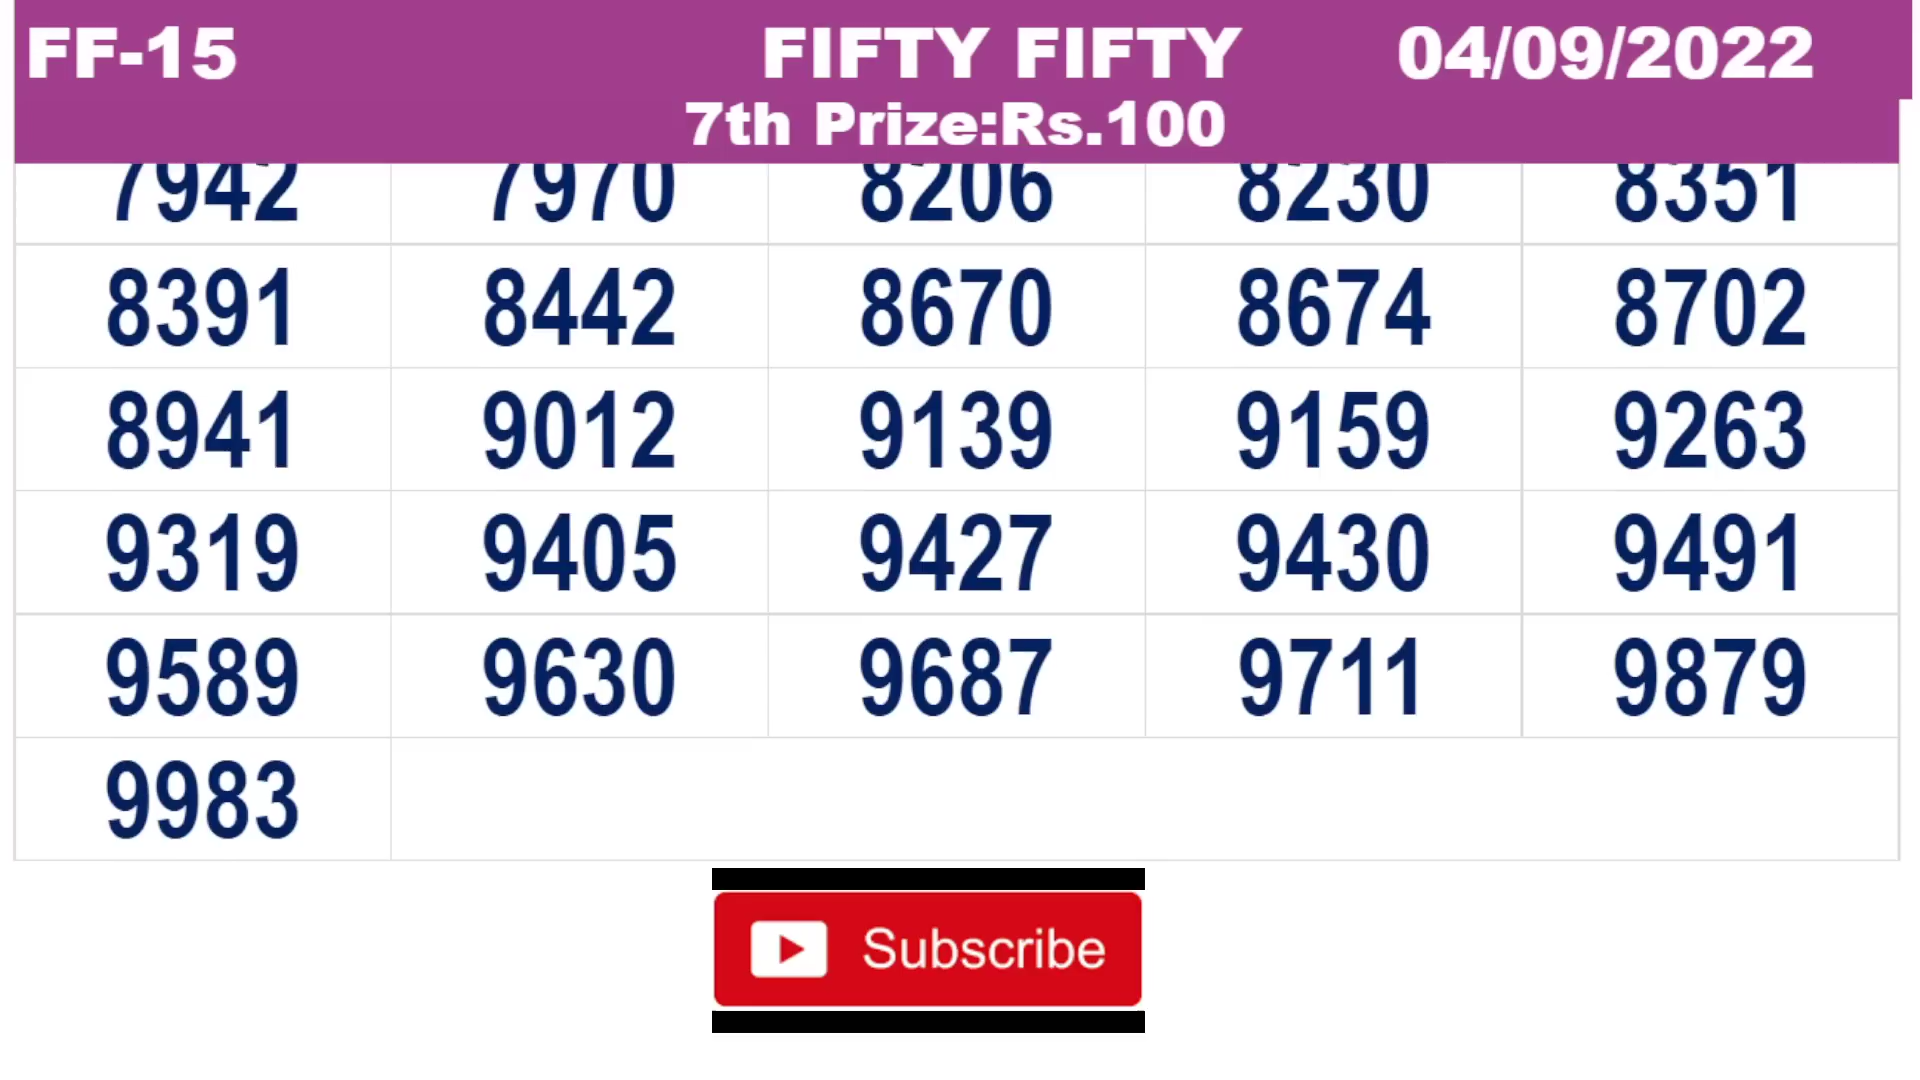 FF-15 FIFTY FIFTY 04/09/2022
7th Prize:Rs.100
7942 7970 8206 8230 8351
8391 8442 8670 8674 8702
8941 9012 9139 9159 9263
9319 9405 9427 9430 9491
9589 9630 9687 9711 9879
9983
Subscribe